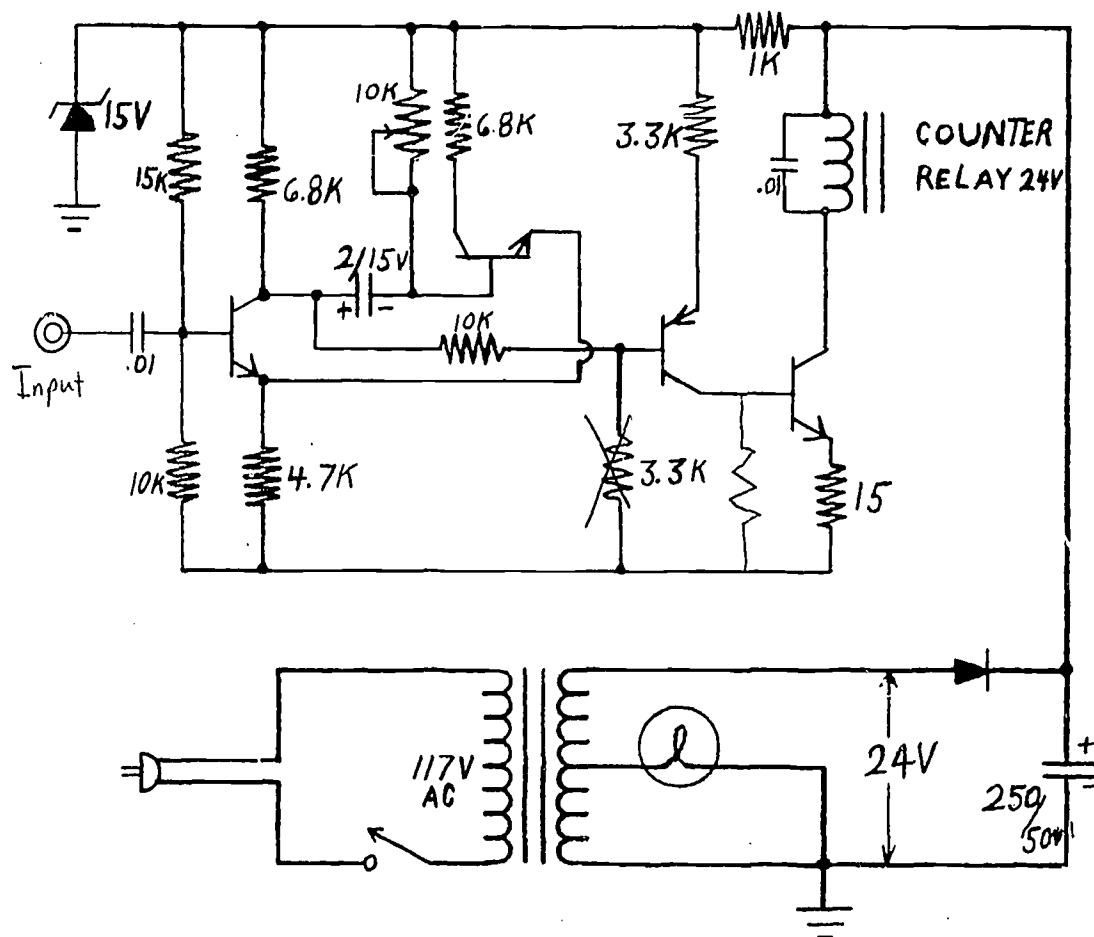 1K
15V
10K
6.8K
3.3K
COUNTER
RELAY 24V
.01
15K
6.8K
2/15V
+ -
10K
.01
Input
10K
4.7K
3.3K
15
117V
AC
24V
+
-
250/
50V